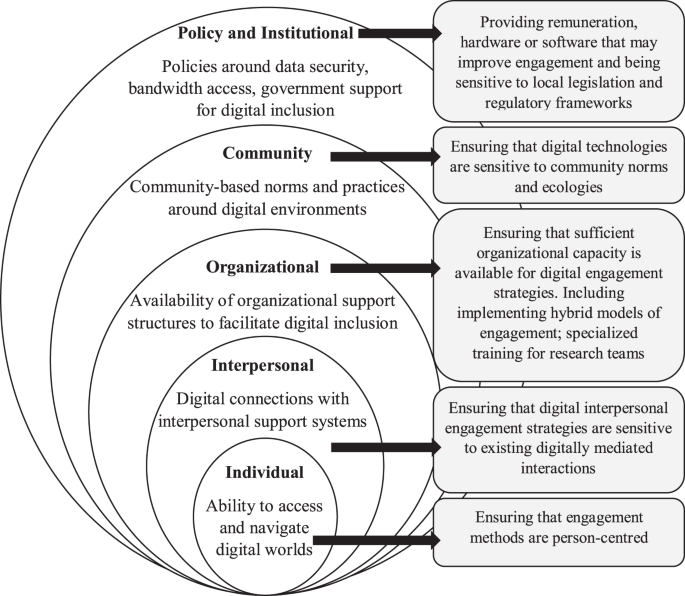 Policy and Institutional
Policies around data security,
bandwidth access, government support
for digital inclusion
Providing remuneration,
hardware or software that may
improve engagement and being
sensitive to local legislation and
regulatory frameworks
Community
Community-based norms and practices
around digital environments
Ensuring that digital technologies
are sensitive to community norms
and ecologies
Organizational
Availability of organizational support
structures to facilitate digital inclusion
Ensuring that sufficient
organizational capacity is
available for digital engagement
strategies. Including
implementing hybrid models of
engagement; specialized
training for research teams
Interpersonal
Digital connections with
interpersonal support systems
Ensuring that digital interpersonal
engagement strategies are sensitive
to existing digitally mediated
interactions
Individual
Ability to access
and navigate
digital worlds
Ensuring that engagement
methods are person-centred